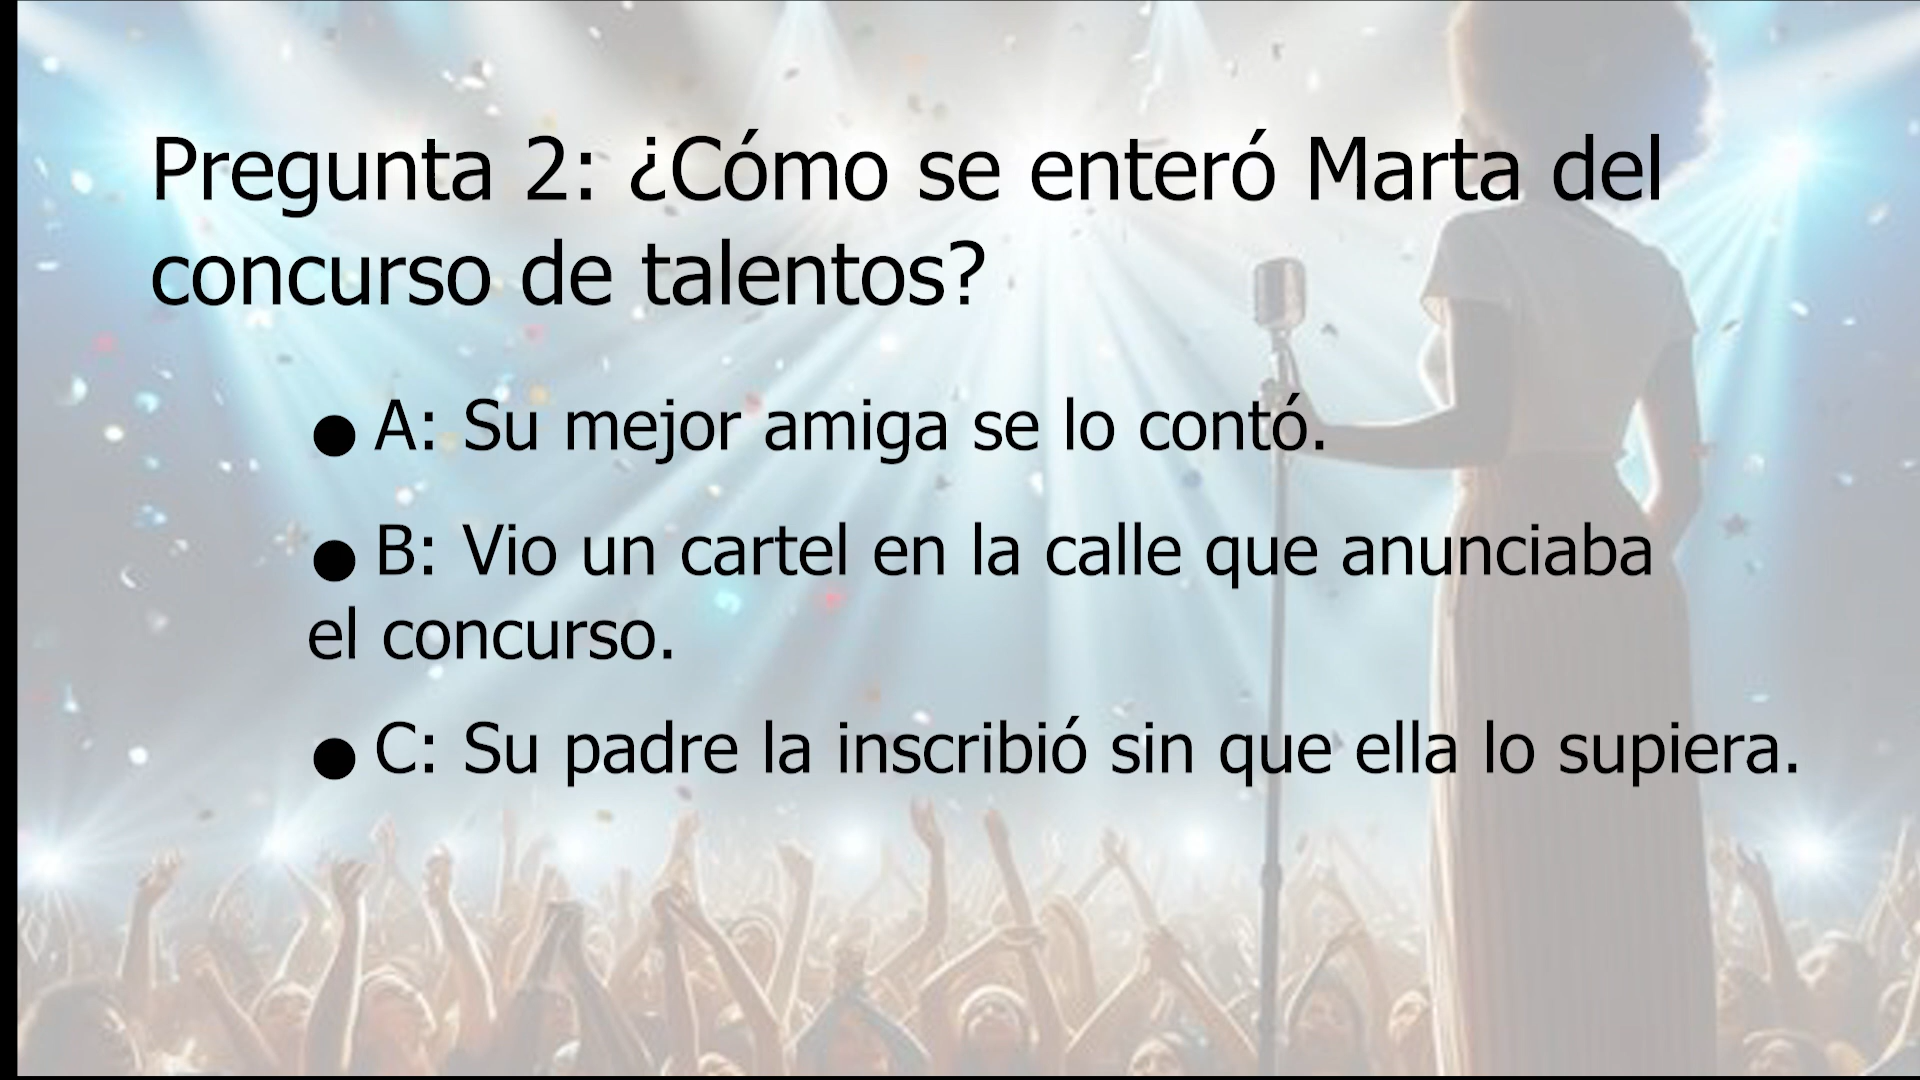 Pregunta 2: ¿Cómo se enteró Marta del
concurso de talentos?
● A: Su mejor amiga se lo contó.
● B: Vio un cartel en la calle que anunciaba
el concurso.
● C: Su padre la inscribió sin que ella lo supiera.